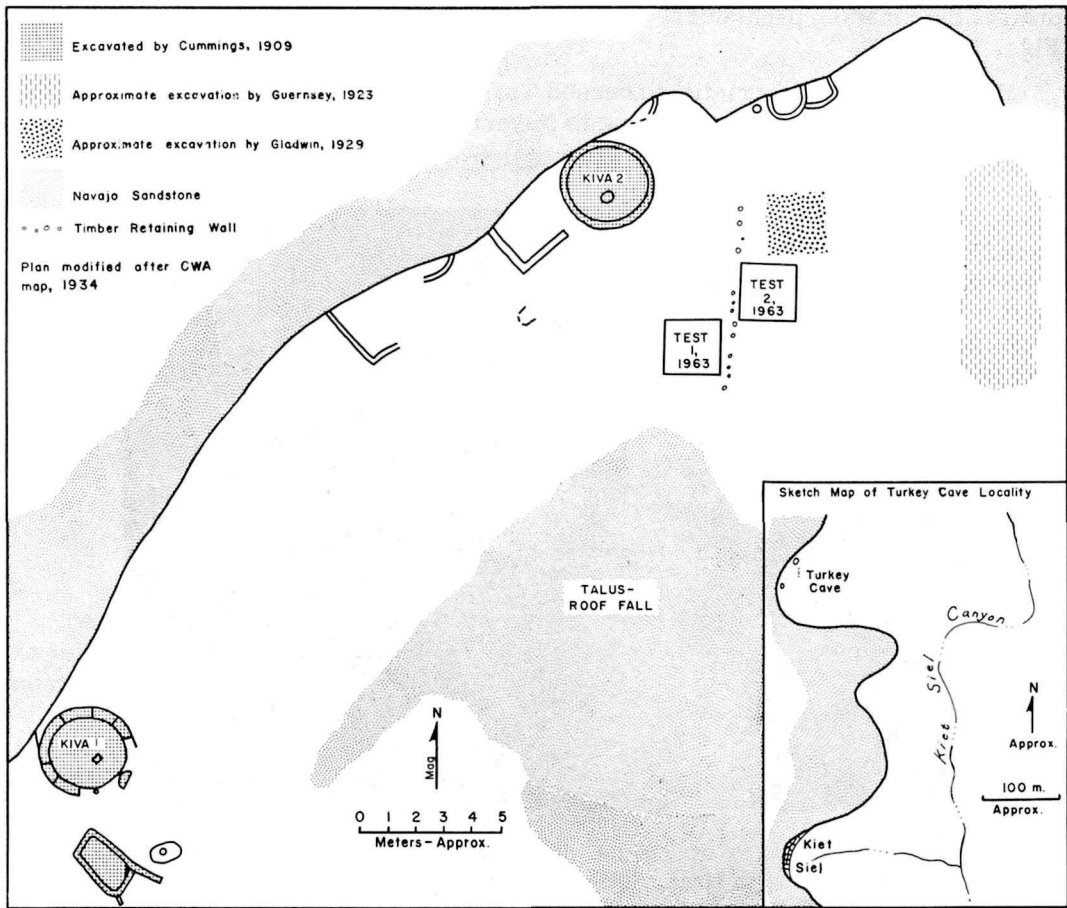 Excavated by Cummings, 1909
Approximate excavation by Guernsey, 1923
Approx.mate excavation by Gladwin, 1929
Navajo Sandstone
Timber Retaining Wall
Plan modified after CWA
map, 1934
KIVA 2
TEST
2,
1963
TEST
1,
1963
TALUS-
ROOF FALL
KIVA 1
N
Mag
0 1 2 3 4 5
Meters-Approx.
Sketch Map of Turkey Cave Locality
Turkey
Cave
Canyon
Siel
Kiet
N
Approx.
100 m.
Approx.
Kiet
Siel